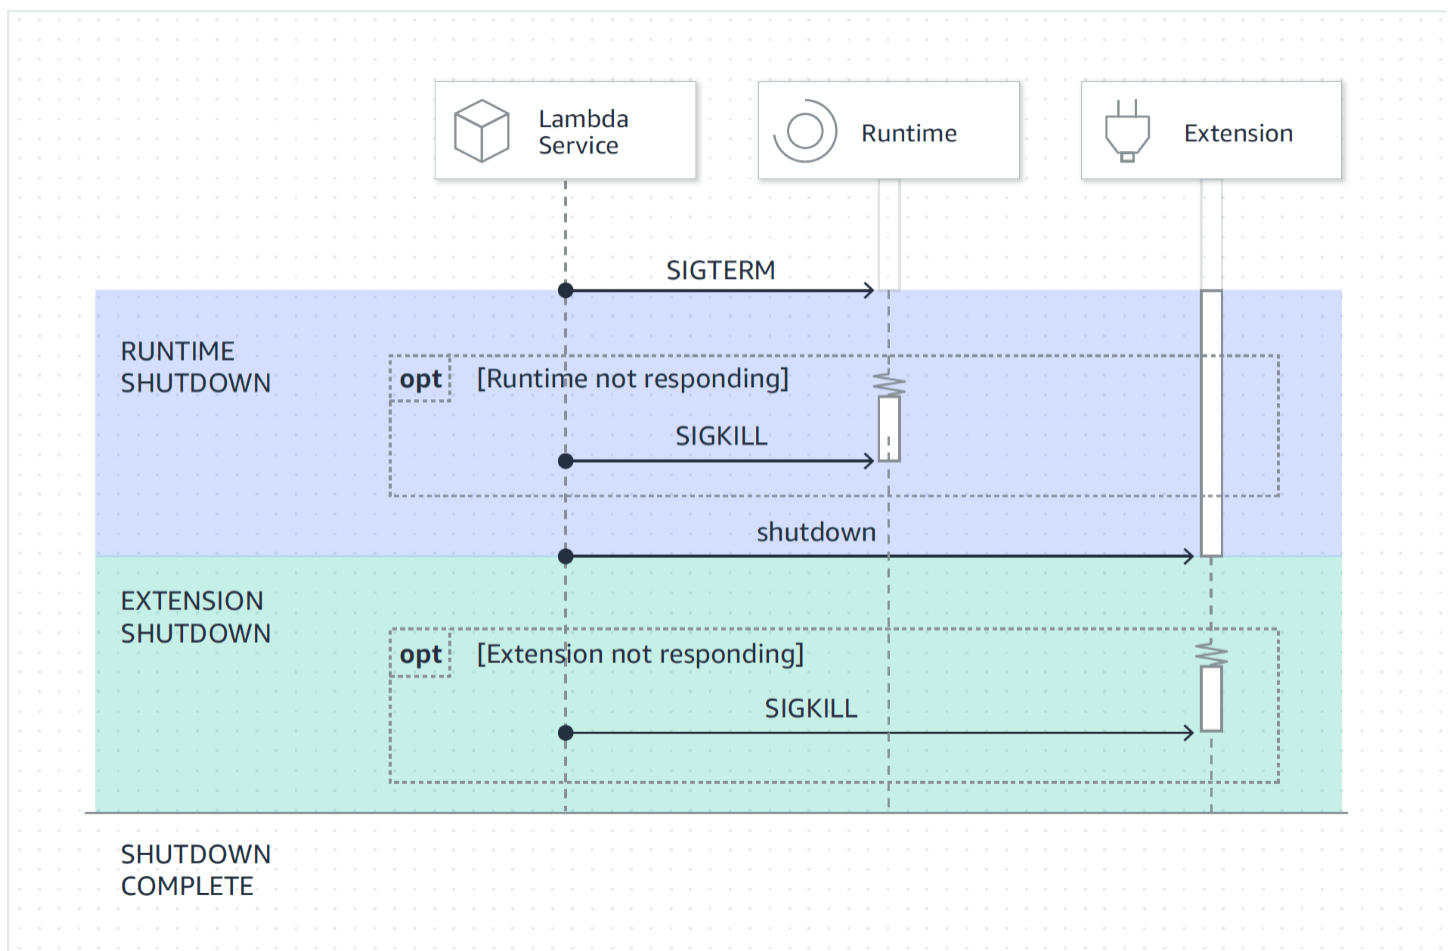 Lambda
Service
Runtime
Extension
SIGTERM
RUNTIME
SHUTDOWN
opt
[Runtime not responding]
SIGKILL
shutdown
EXTENSION
SHUTDOWN
opt
[Extension not responding]
SIGKILL
SHUTDOWN
COMPLETE